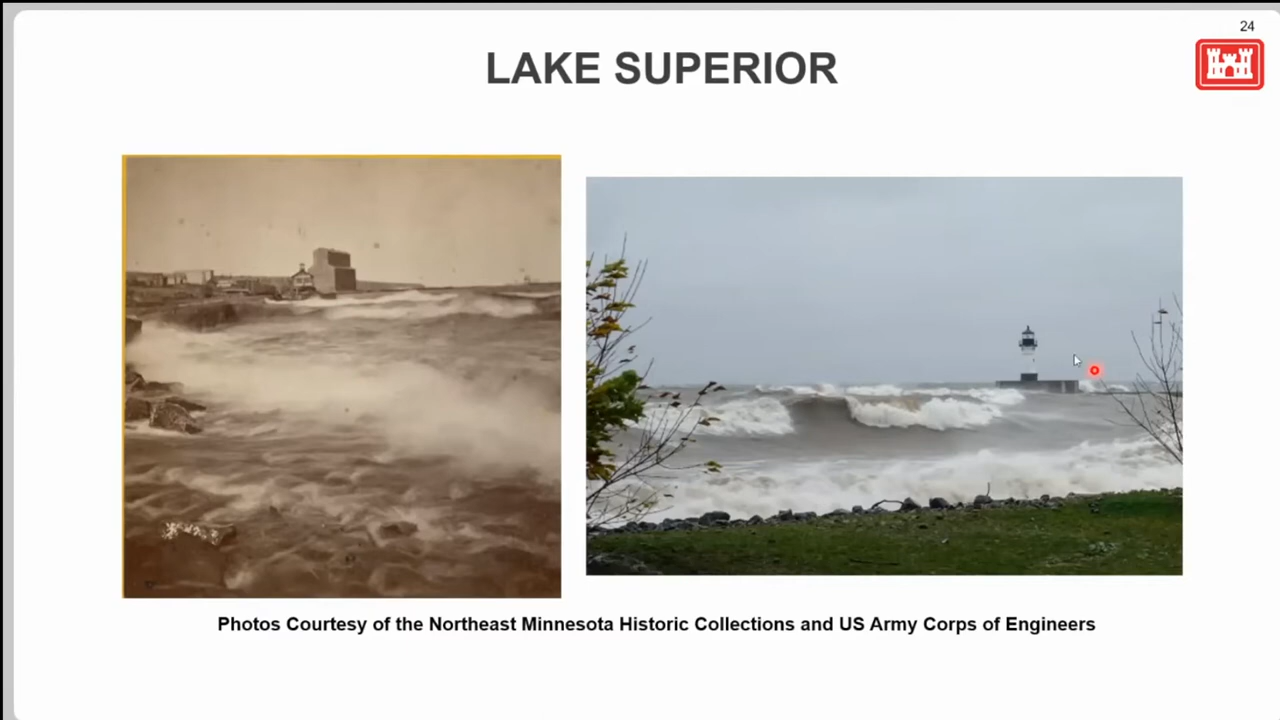 24
LAKE SUPERIOR
Photos Courtesy of the Northeast Minnesota Historic Collections and US Army Corps of Engineers